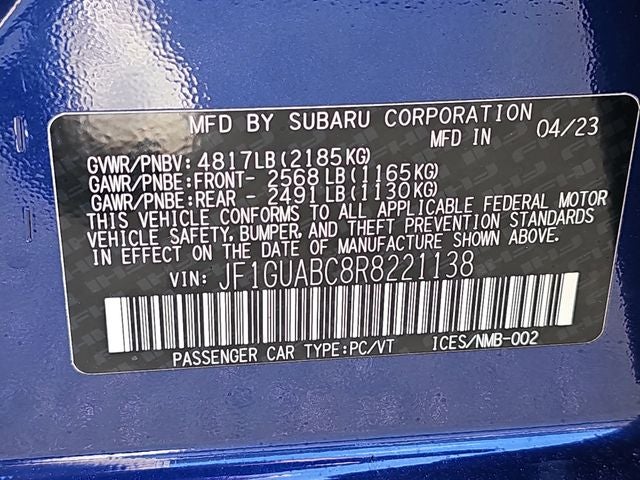 MFD BY SUBARU CORPORATION
MFD IN 04/23
GVWR/PNBV: 4817LB(2185KG)
GAWR/PNBE:FRONT- 2568 LB(1165KG)
GAWR/PNBE:REAR - 2491 LB(1130KG)
THIS VEHICLE CONFORMS TO ALL APPLICABLE FEDERAL MOTOR
VEHICLE SAFETY, BUMPER, AND THEFT PREVENTION STANDARDS
IN EFFECT ON THE DATE OF MANUFACTURE SHOWN ABOVE.
VIN: JF1GUABC8R8221138
PASSENGER CAR TYPE:PC/VT ICES/NMB-002